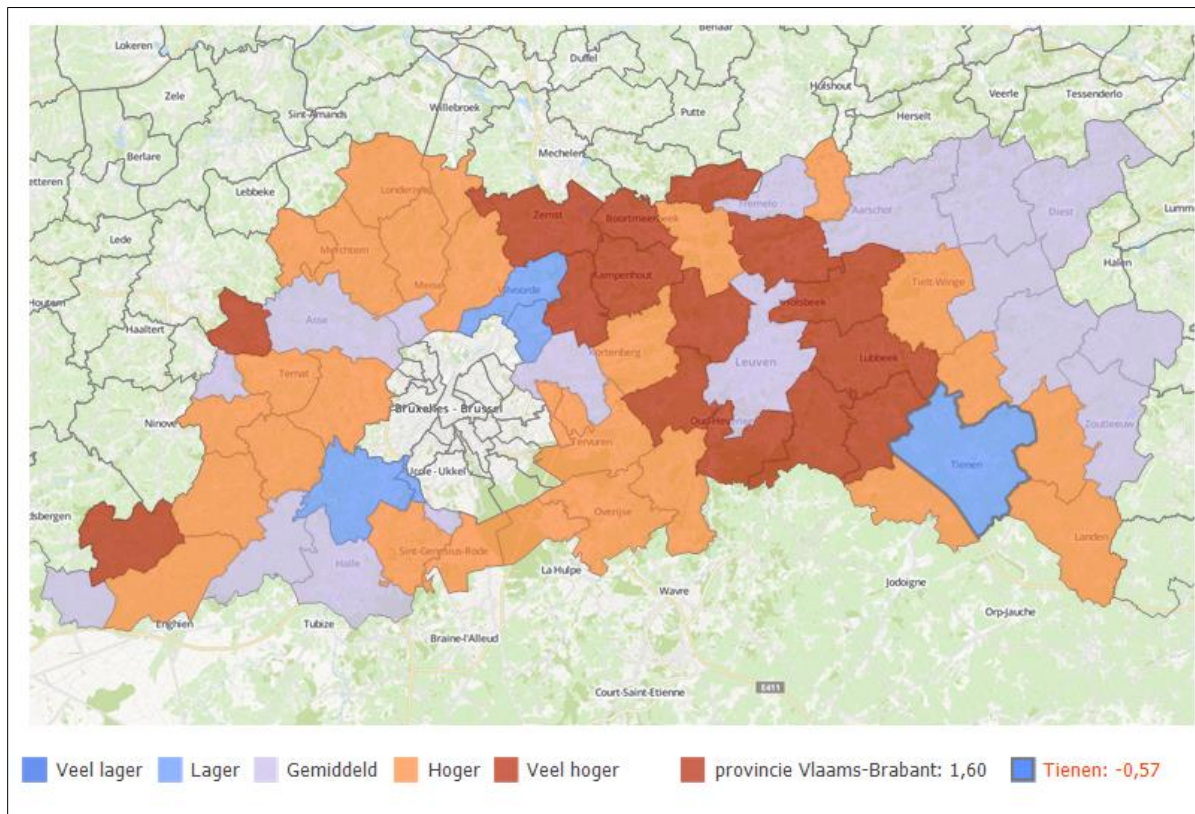 Lokeren
Duffel
Hulshout
Veerle
Tessenderlo
Zele
Willebroek
Putte
Sint-Amands
Herselt
Berlare
Mechelen
Lebbeke
Londerzeel
Tremelo
Aarschot
Diest
Zemst
Boortmeerbeek
Lede
Merchtem
Halen
Meise
Vilvoorde
Kampenhout
Tielt-Winge
Holsbeek
Haaltert
Asse
Kortenberg
Leuven
Lubbeek
Ternat
Bruxelles - Brussel
Ninove
Zoutleeuw
Tervuren
Oud-Heverlee
Uccle - Ukkel
Tienen
Overijse
Landen
Sint-Genesius-Rode
Halle
La Hulpe
Jodoigne
Wavre
Orp-Jauche
Enghien
Tubize
Braine-l'Alleud
E411
Court-Saint-Etienne
Veel lager Lager Gemiddeld Hoger Veel hoger provincie Vlaams-Brabant: 1,60 Tienen: -0,57